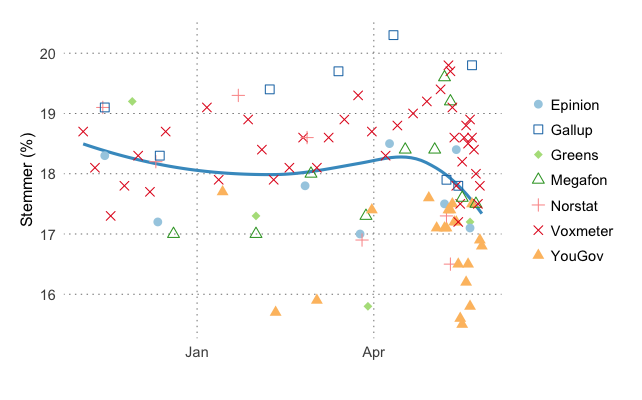 Stemmer (%)
20
19
18
17
16
Jan
Apr
Epinion
Gallup
Greens
Megafon
Norstat
Voxmeter
YouGov